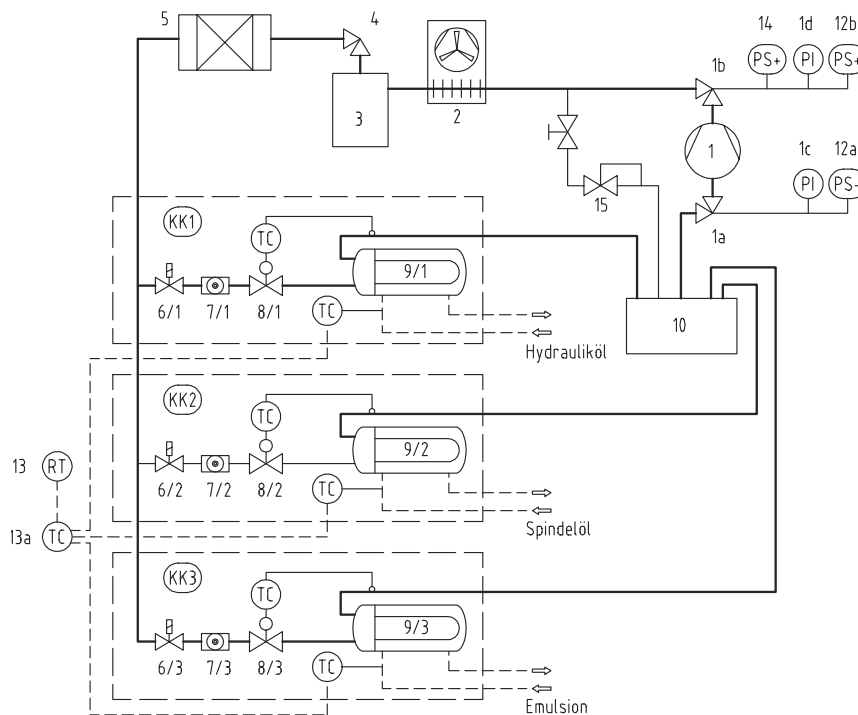 5
4
14
1d
12b
PS+
PI
PS+
1b
3
2
1
1c
12a
PI
PS-
15
1a
KK1
TC
9/1
6/1
7/1
8/1
TC
10
Hydrauliköl
KK2
TC
9/2
13
RT
6/2
7/2
8/2
TC
Spindelöl
13a
TC
KK3
TC
9/3
6/3
7/3
8/3
TC
Emulsion